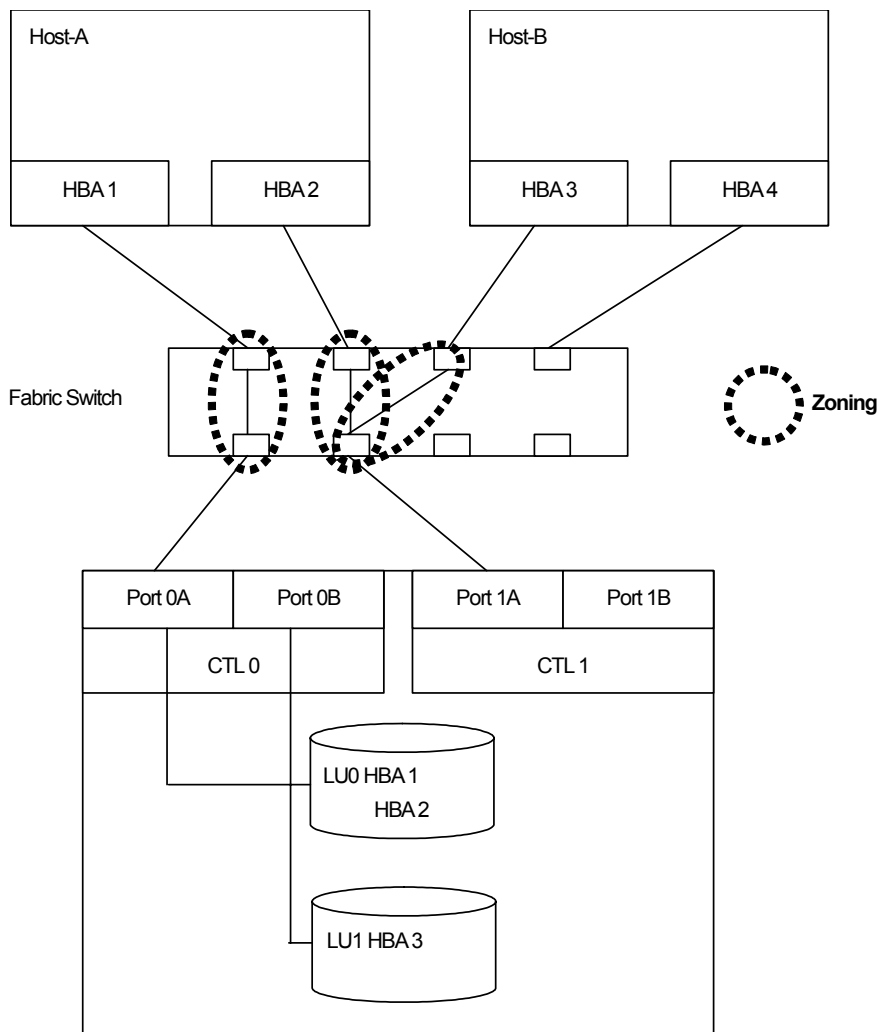 Host-A
Host-B
HBA 1
HBA 2
HBA 3
HBA 4
Fabric Switch
Zoning
Port 0A
Port 0B
Port 1A
Port 1B
CTL 0
CTL 1
LU0 HBA 1
HBA 2
LU1 HBA 3